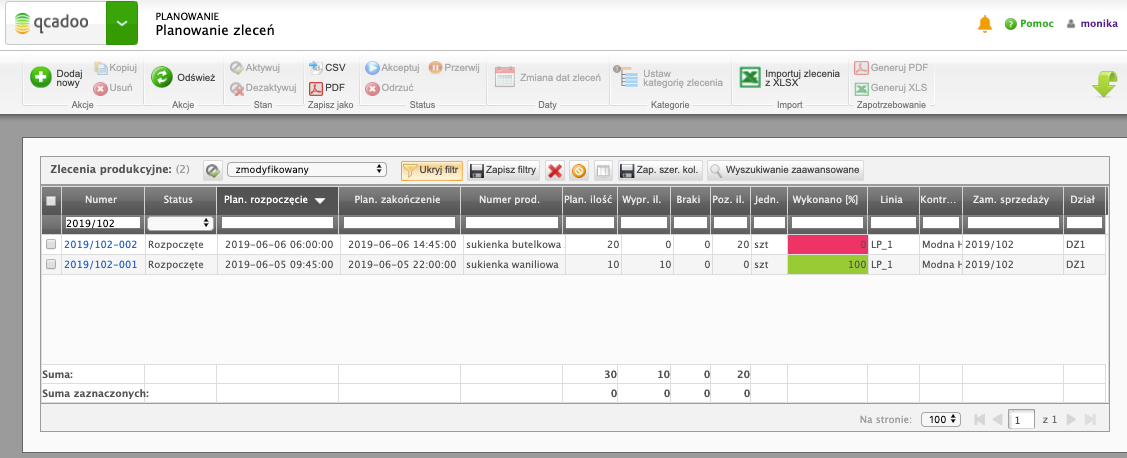 qcadoo
PLANOWANIE
Planowanie zleceń
Pomoc
monika
Dodaj nowy
Kopiuj
Usuń
Akcje
Odśwież
Akcje
Aktywuj
Dezaktywuj
Stan
CSV
PDF
Zapisz jako
Akceptuj
Przerwij
Odrzuć
Status
Zmiana dat zleceń
Daty
Ustaw kategorię zlecenia
Kategorie
Importuj zlecenia z XLSX
Import
Generuj PDF
Generuj XLS
Zapotrzebowanie
Zlecenia produkcyjne: (2)
zmodyfikowany
Ukryj filtr
Zapisz filtry
Zap. szer. kol.
Wyszukiwanie zaawansowane
Numer Status Plan. rozpoczęcie Plan. zakończenie Numer prod. Plan. ilość Wypr. il. Braki Poz. il. Jedn. Wykonano [%] Linia Kontr... Zam. sprzedaży Dział
2019/102
2019/102-002 Rozpoczęte 2019-06-06 06:00:00 2019-06-06 14:45:00 sukienka butelkowa 20 0 0 20 szt 0 LP_1 Modna H 2019/102 DZ1
2019/102-001 Rozpoczęte 2019-06-05 09:45:00 2019-06-05 22:00:00 sukienka waniliowa 10 10 0 0 szt 100 LP_1 Modna H 2019/102 DZ1
Suma: 30 10 0 20
Suma zaznaczonych: 0 0 0 0
Na stronie: 100 1 z 1